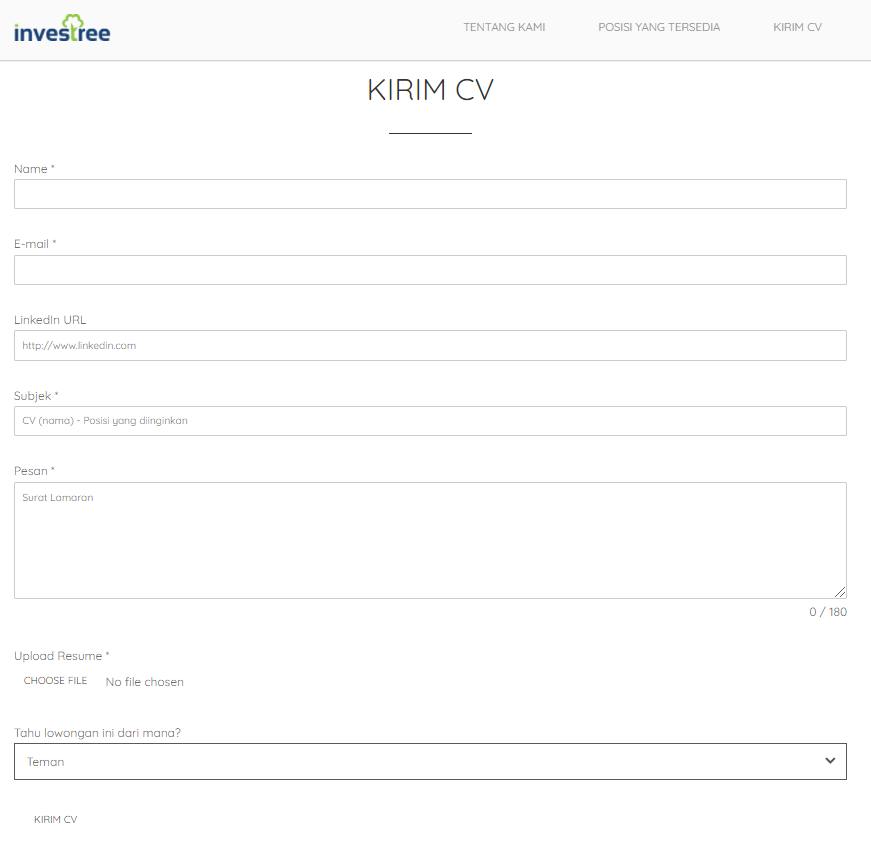 investree
TENTANG KAMI POSISI YANG TERSEDIA KIRIM CV
KIRIM CV
Name *
E-mail *
LinkedIn URL
http://www.linkedin.com
Subjek *
CV (nama) - Posisi yang diinginkan
Pesan *
Surat Lamaran
0 / 180
Upload Resume *
CHOOSE FILE No file chosen
Tahu lowongan ini dari mana?
Teman
KIRIM CV